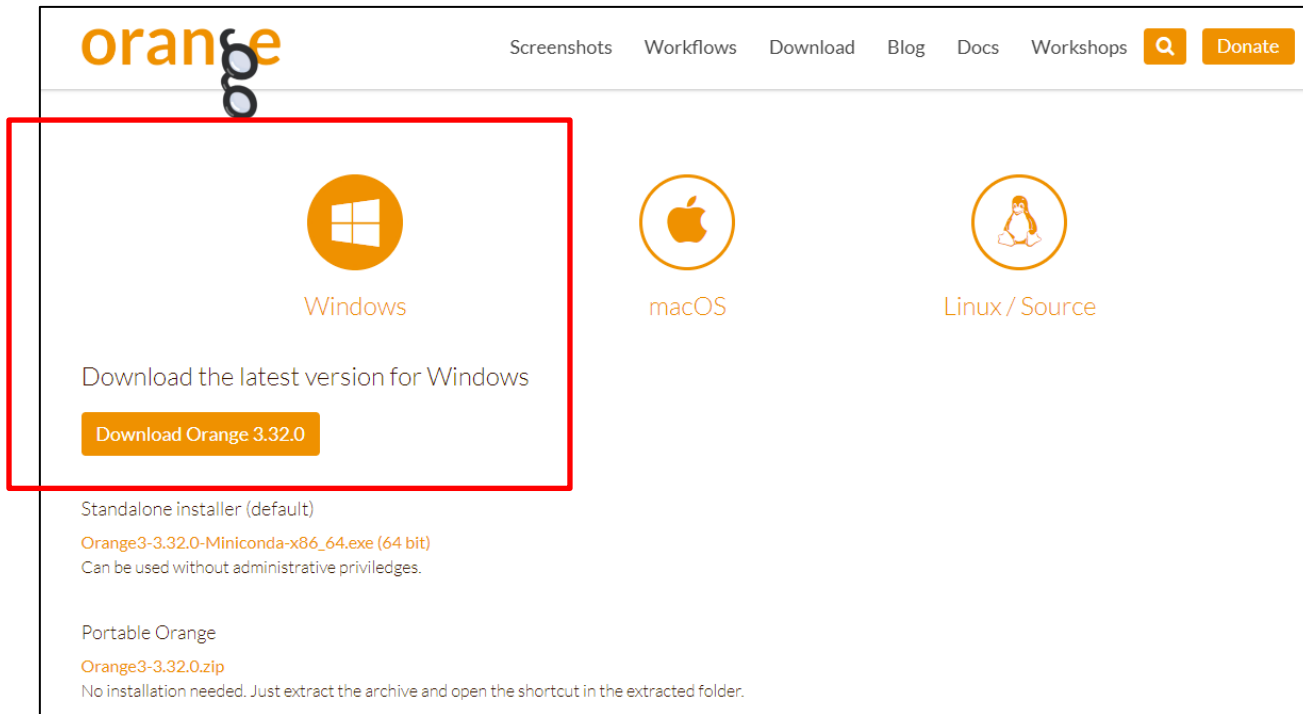 orange
Screenshots Workflows Download Blog Docs Workshops Donate
Windows macOS Linux / Source
Download the latest version for Windows
Download Orange 3.32.0
Standalone installer (default)
Orange3-3.32.0-Miniconda-x86_64.exe (64 bit)
Can be used without administrative priviledges.
Portable Orange
Orange3-3.32.0.zip
No installation needed. Just extract the archive and open the shortcut in the extracted folder.